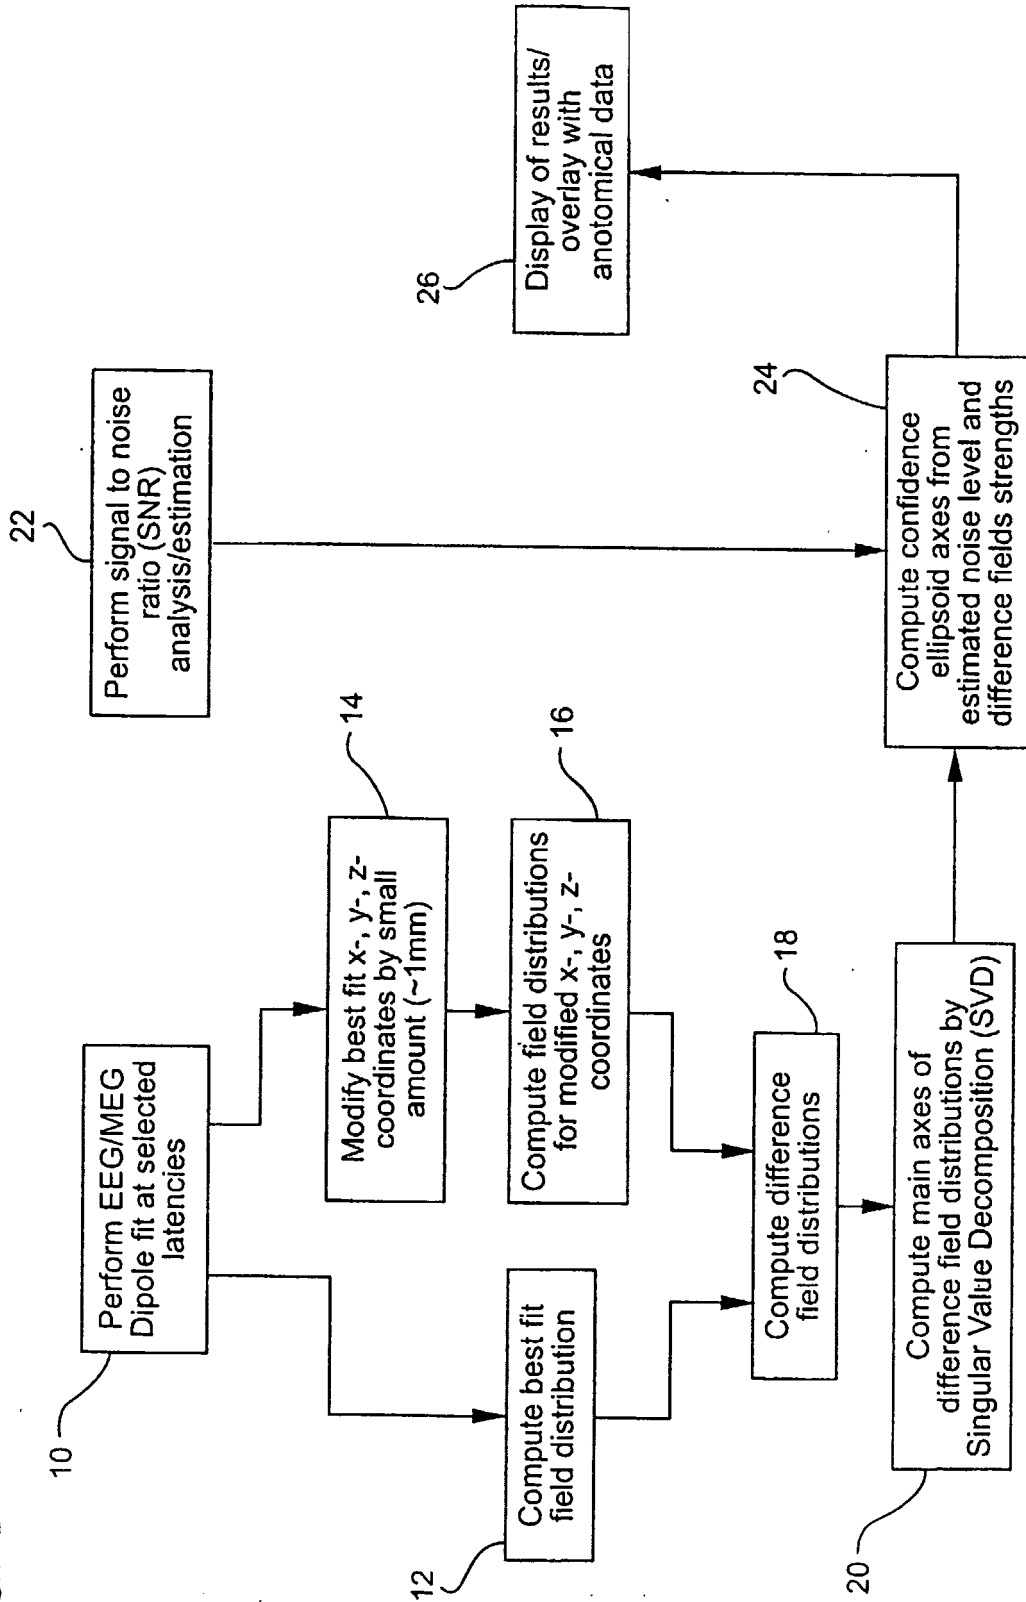 10
Perform EEG/MEG
Dipole fit at selected
latencies
22
Perform signal to noise
ratio (SNR)
analysis/estimation
14
Modify best fit x-, y-, z-
coordinates by small
amount (~1mm)
12
Compute best fit
field distribution
16
Compute field distributions
for modified x-, y-, z-
coordinates
26
Display of results/
overlay with
anotomical data
18
Compute difference
field distributions
20
Compute main axes of
difference field distributions by
Singular Value Decomposition (SVD)
24
Compute confidence
ellipsoid axes from
estimated noise level and
difference fields strengths